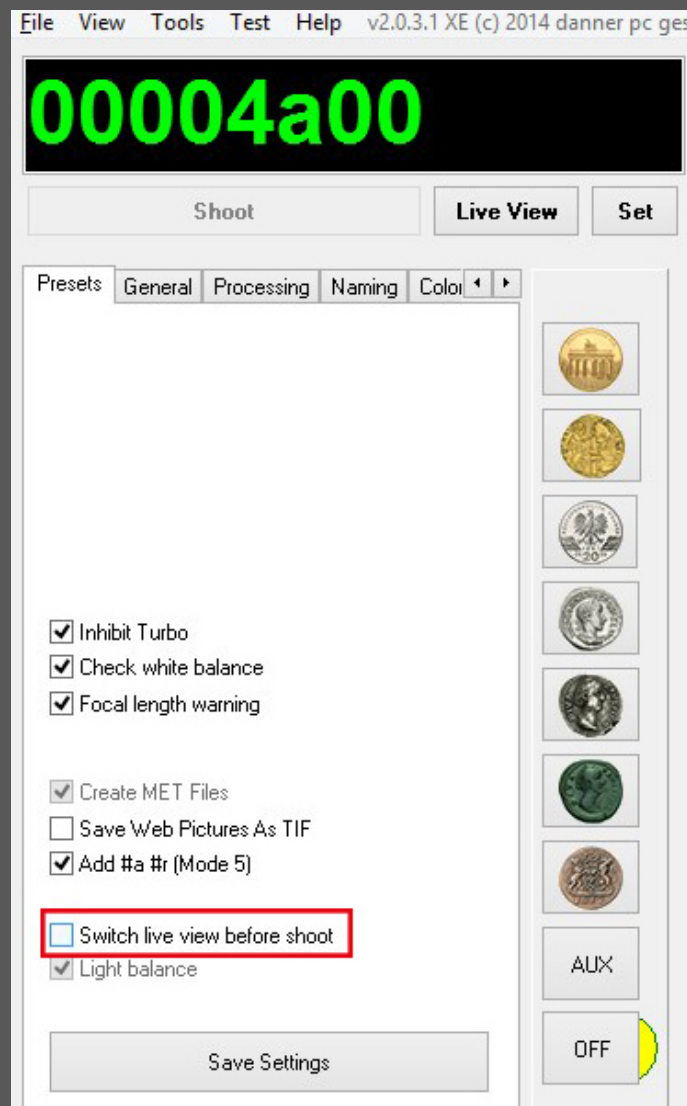 File View Tools Test Help v2.0.3.1 XE (c) 2014 danner pc ges
00004a00
Shoot Live View Set
Presets General Processing Naming Color
Inhibit Turbo
Check white balance
Focal length warning
Create MET Files
Save Web Pictures As TIF
Add #a #r (Mode 5)
Switch live view before shoot
Light balance
AUX
Save Settings
OFF
20